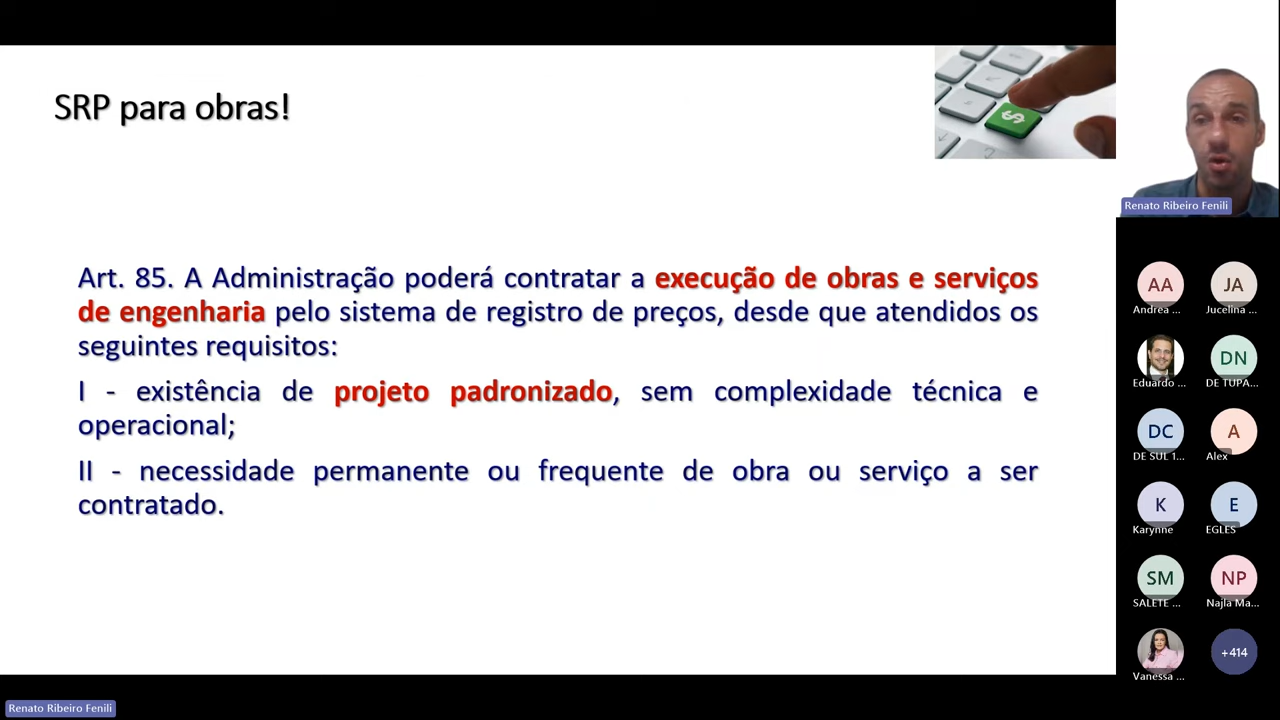 SRP para obras!
Art. 85. A Administração poderá contratar a execução de obras e serviços
de engenharia pelo sistema de registro de preços, desde que atendidos os
seguintes requisitos:
I - existência de projeto padronizado, sem complexidade técnica e
operacional;
II - necessidade permanente ou frequente de obra ou serviço a ser
contratado.
$
Renato Ribeiro Fenili
AA JA
Andrea ... Jucelina ...
DN
Eduardo ... DE TUPA...
DC A
DE SUL 1... Alex
K E
Karynne EGLES
SM NP
SALETE ... Najla Ma...
+414
Vanessa ...
Renato Ribeiro Fenili